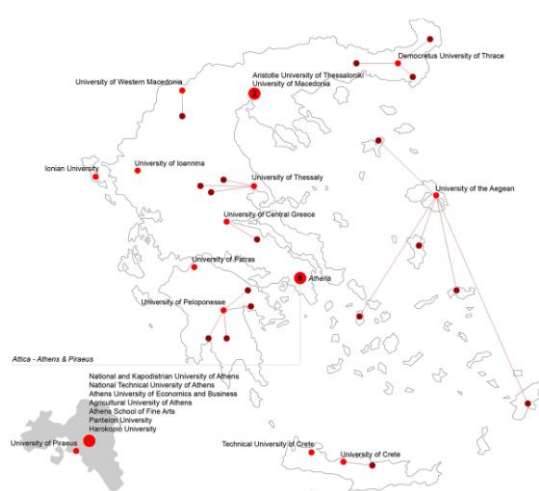 Democretus University of Thrace
Aristotle University of Thessaloniki
University of Macedonia
University of Western Macedonia
2
Ionian University
University of Ioannina
University of Thessaly
University of the Aegean
University of Central Greece
University of Patras
Athens
University of Peloponnese
Attica - Athens & Piraeus
National and Kapodistrian University of Athens
National Technical University of Athens
Athens University of Economics and Business
Agricultural University of Athens
Athens School of Fine Arts
Panteion University
Harokopio University
University of Piraeus
Technical University of Crete
University of Crete